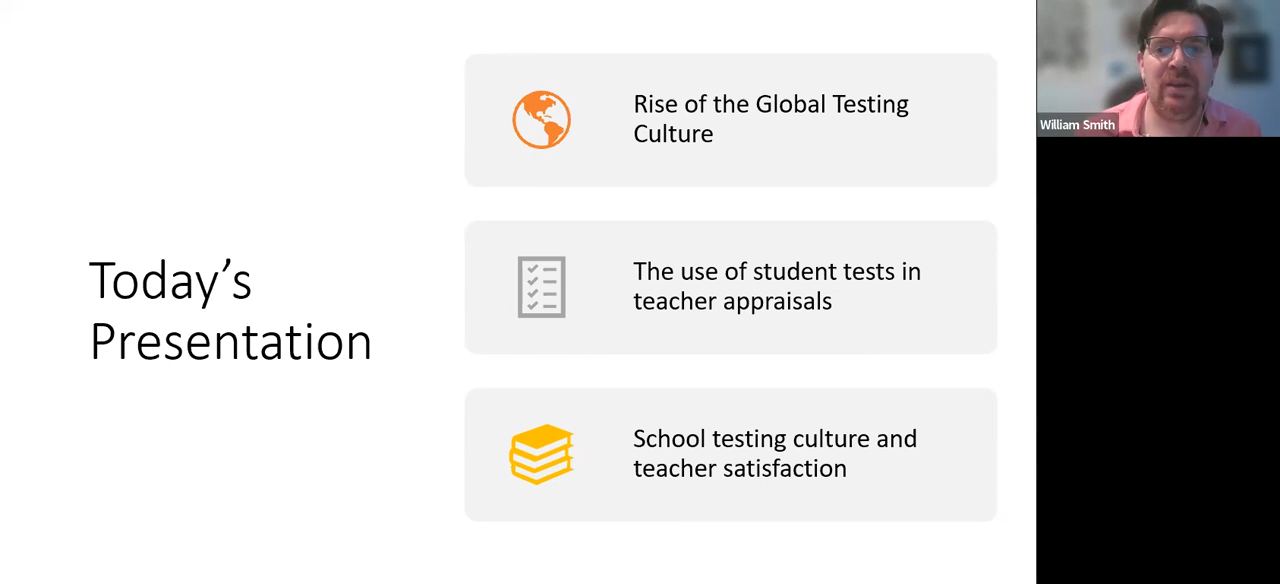 Today’s
Presentation
Rise of the Global Testing
Culture
The use of student tests in
teacher appraisals
School testing culture and
teacher satisfaction
William Smith